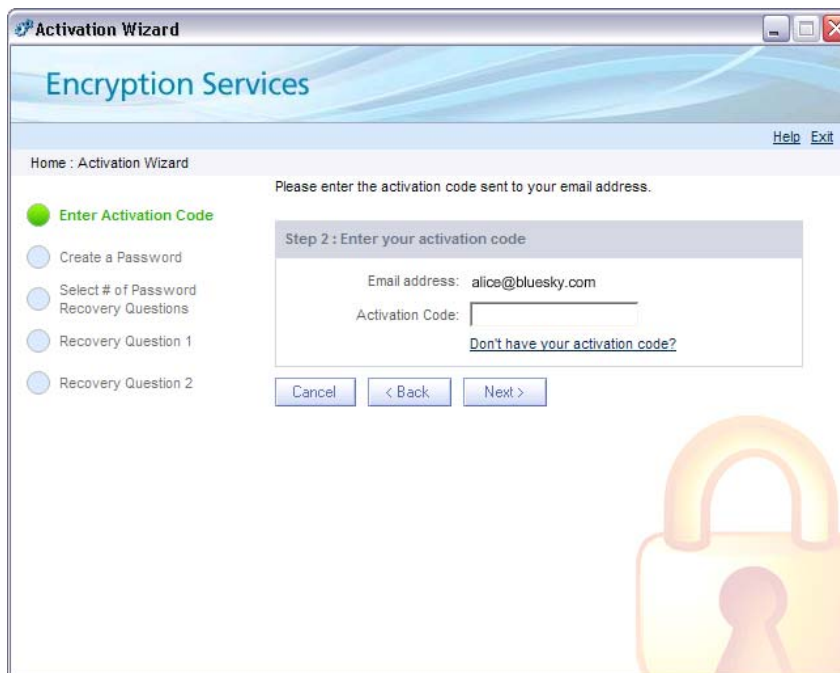 Activation Wizard
Encryption Services
Help Exit
Home : Activation Wizard
Please enter the activation code sent to your email address.
Enter Activation Code
Create a Password
Select # of Password
Recovery Questions
Recovery Question 1
Recovery Question 2
Step 2 : Enter your activation code
Email address: alice@bluesky.com
Activation Code:
Don't have your activation code?
Cancel < Back Next >